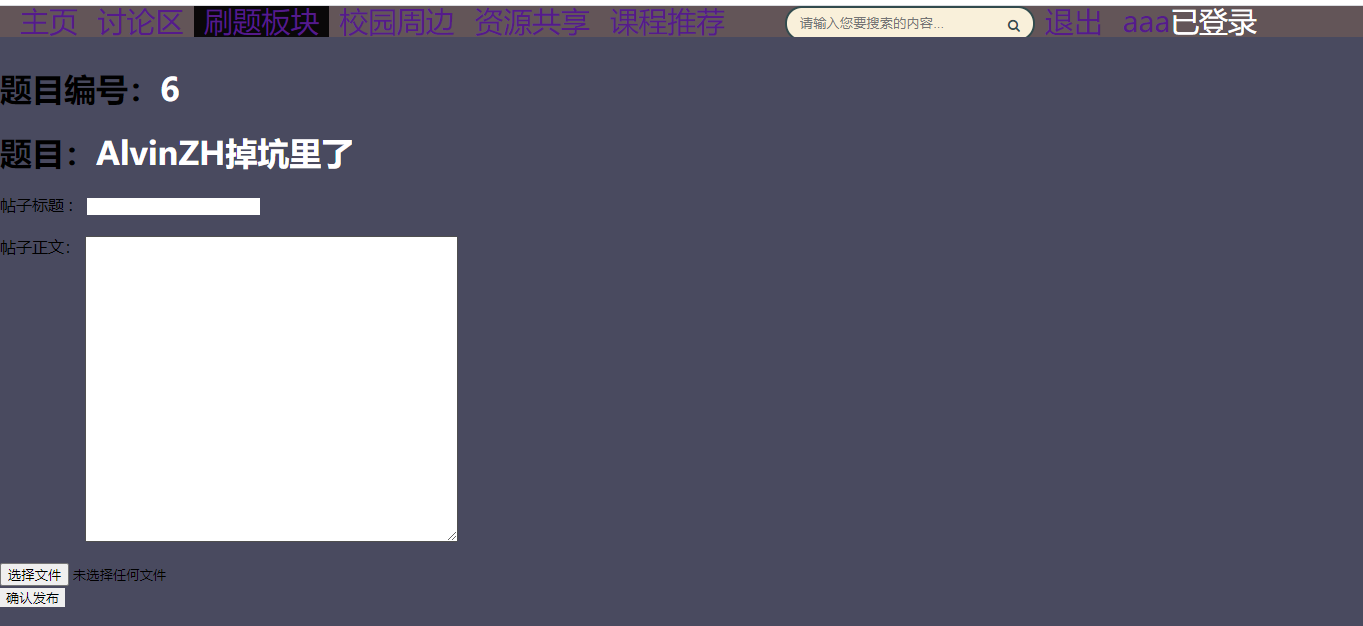 主页 讨论区 刷题板块 校园周边 资源共享 课程推荐 请输入您要搜索的内容... 退出 aaa已登录
题目编号：6
题目：AlvinZH掉坑里了
帖子标题：
帖子正文：
选择文件 未选择任何文件
确认发布